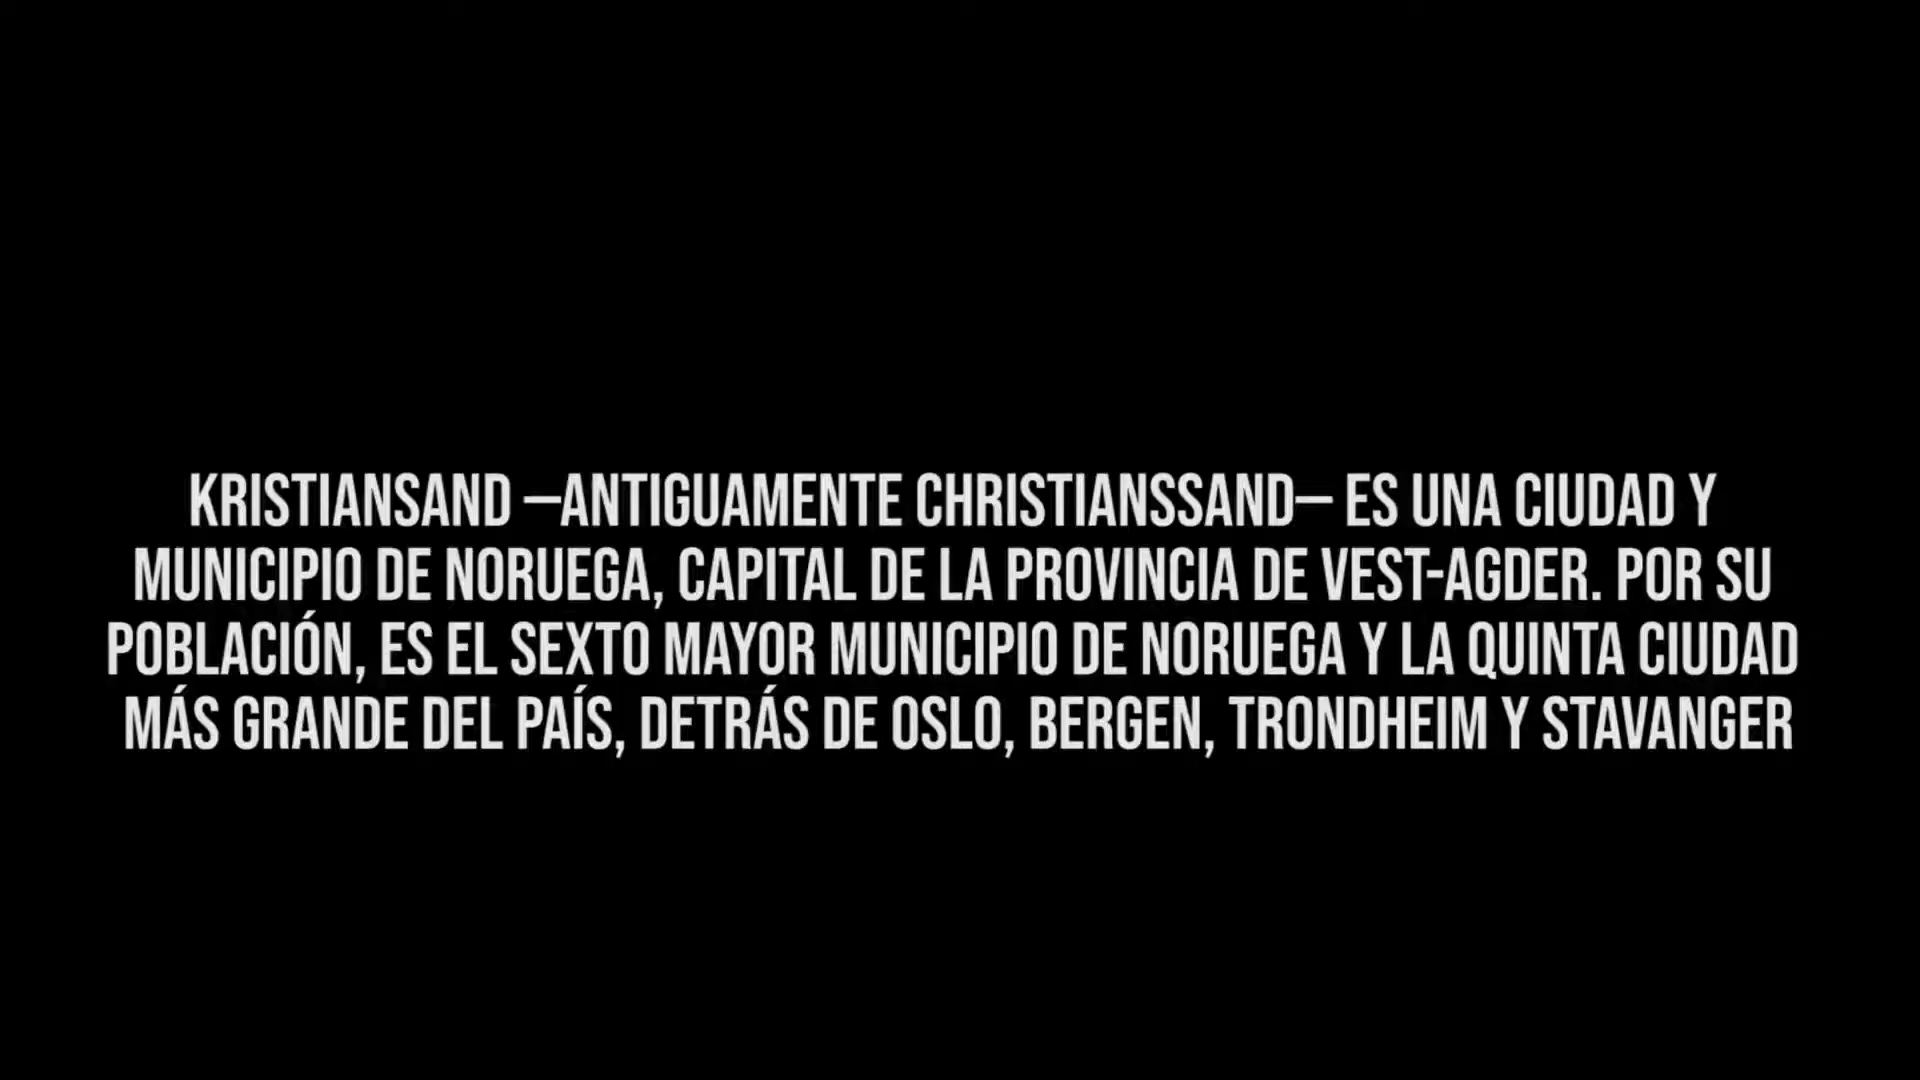 KRISTIANSAND —ANTIGUAMENTE CHRISTIANSSAND— ES UNA CIUDAD Y
MUNICIPIO DE NORUEGA, CAPITAL DE LA PROVINCIA DE VEST-AGDER. POR SU
POBLACIÓN, ES EL SEXTO MAYOR MUNICIPIO DE NORUEGA Y LA QUINTA CIUDAD
MÁS GRANDE DEL PAÍS, DETRÁS DE OSLO, BERGEN, TRONDHEIM Y STAVANGER